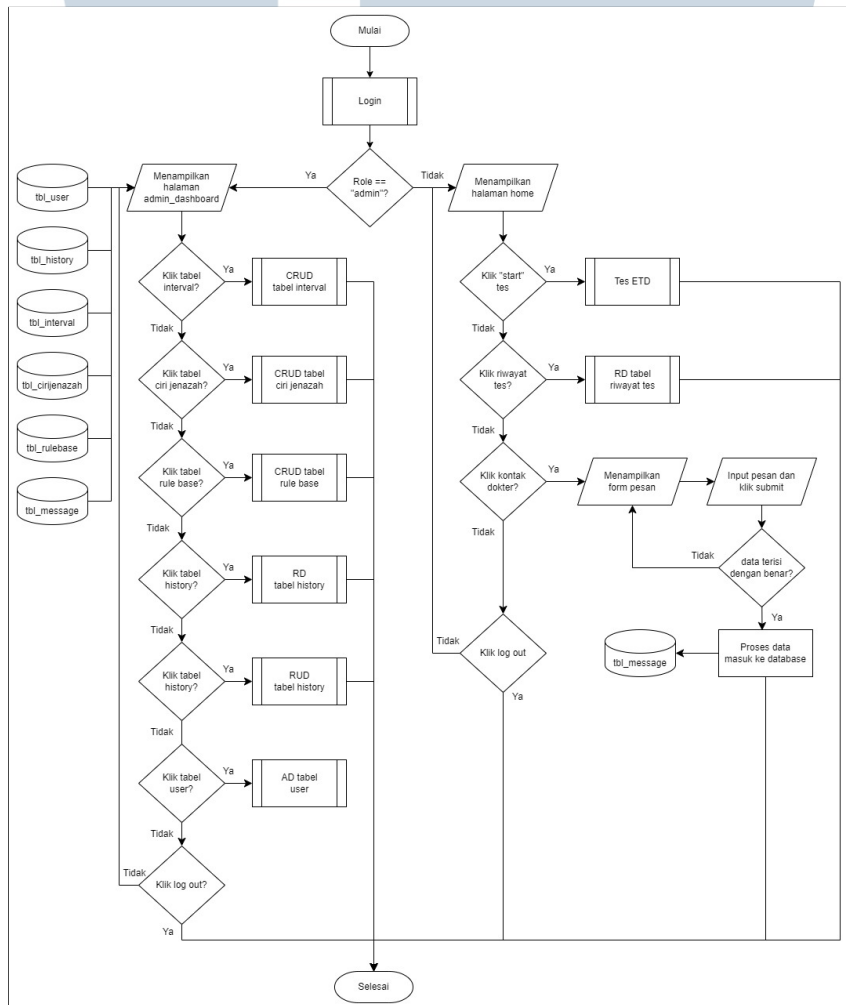 Mulai
Login
Role ==
"admin"?
Ya
Tidak
Menampilkan
halaman
admin_dashboard
Menampilkan
halaman home
tbl_user
tbl_history
tbl_interval
tbl_cirijenazah
tbl_rulebase
tbl_message
Klik tabel
interval?
Ya
CRUD
tabel interval
Tidak
Klik tabel
ciri jenazah?
Ya
CRUD tabel
ciri jenazah
Tidak
Klik tabel
rule base?
Ya
CRUD tabel
rule base
Tidak
Klik tabel
history?
Ya
RD
tabel history
Tidak
Klik tabel
history?
Ya
RUD
tabel history
Tidak
Klik tabel
user?
Ya
AD tabel
user
Tidak
Klik log out?
Tidak
Ya
Klik "start"
tes
Ya
Tes ETD
Tidak
Klik riwayat
tes?
Ya
RD tabel
riwayat tes
Tidak
Klik kontak
dokter?
Ya
Menampilkan
form pesan
Input pesan dan
klik submit
Tidak
data terisi
dengan benar?
Tidak
Ya
Proses data
masuk ke database
tbl_message
Klik log out
Tidak
Ya
Selesai